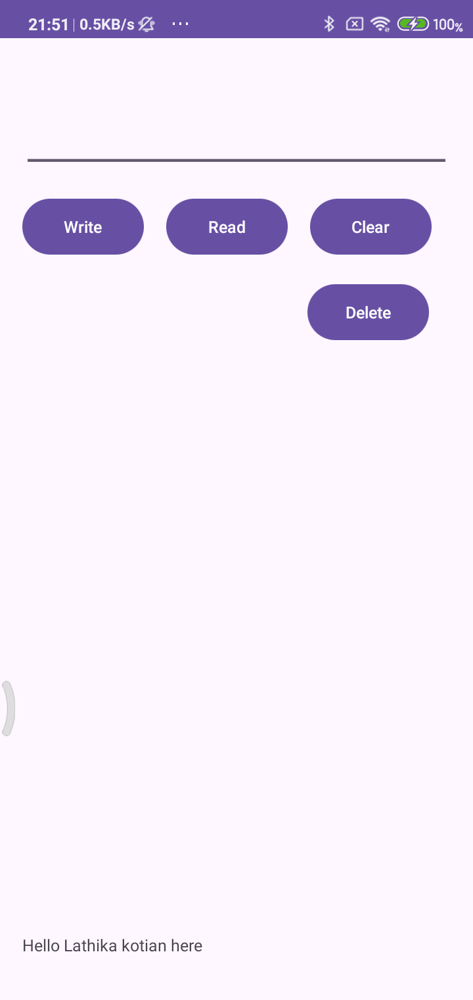 21:51 0.5KB/s ... 100%
Write Read Clear
Delete
Hello Lathika kotian here